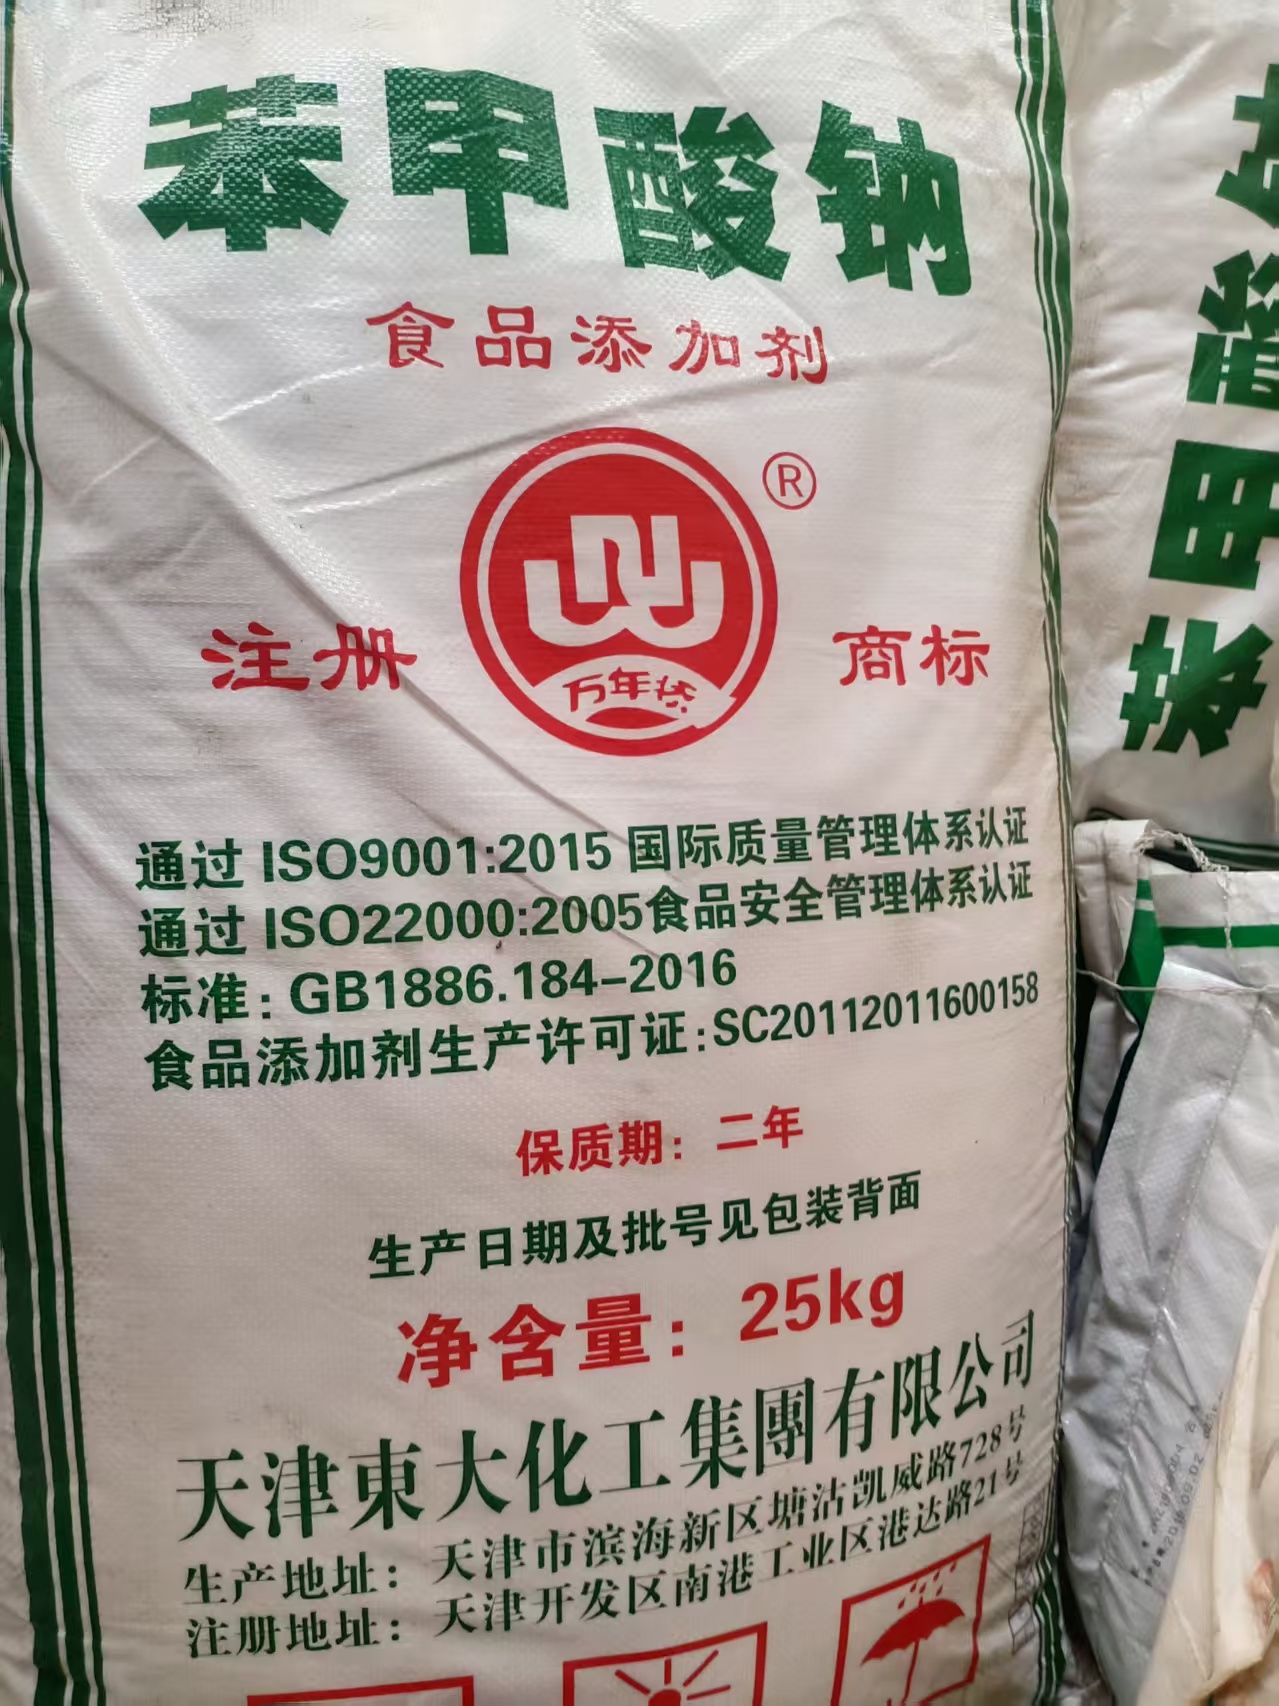 苯甲酸钠
食品添加剂
®
注册
商标
通过 ISO9001:2015 国际质量管理体系认证
通过 ISO22000:2005食品安全管理体系认证
标准: GB1886.184-2016
食品添加剂生产许可证:SC20112011600158
保质期: 二年
生产日期及批号见包装背面
净含量: 25kg
天津東大化工集團有限公司
生产地址: 天津市滨海新区塘沽凯威路728号
注册地址: 天津开发区南港工业区港达路21号
苯甲酸钠